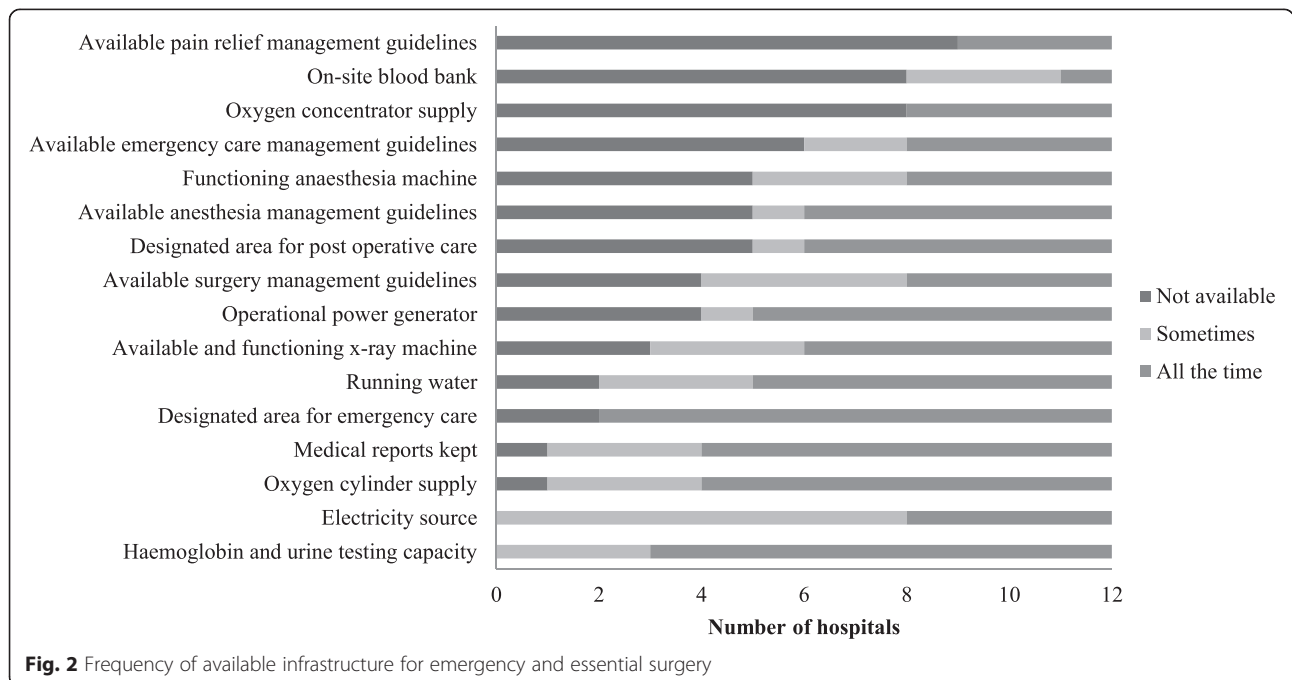 Available pain relief management guidelines
On-site blood bank
Oxygen concentrator supply
Available emergency care management guidelines
Functioning anaesthesia machine
Available anesthesia management guidelines
Designated area for post operative care
Available surgery management guidelines
Operational power generator
Available and functioning x-ray machine
Running water
Designated area for emergency care
Medical reports kept
Oxygen cylinder supply
Electricity source
Haemoglobin and urine testing capacity
0 2 4 6 8 10 12
Number of hospitals
Not available
Sometimes
All the time
Fig. 2 Frequency of available infrastructure for emergency and essential surgery